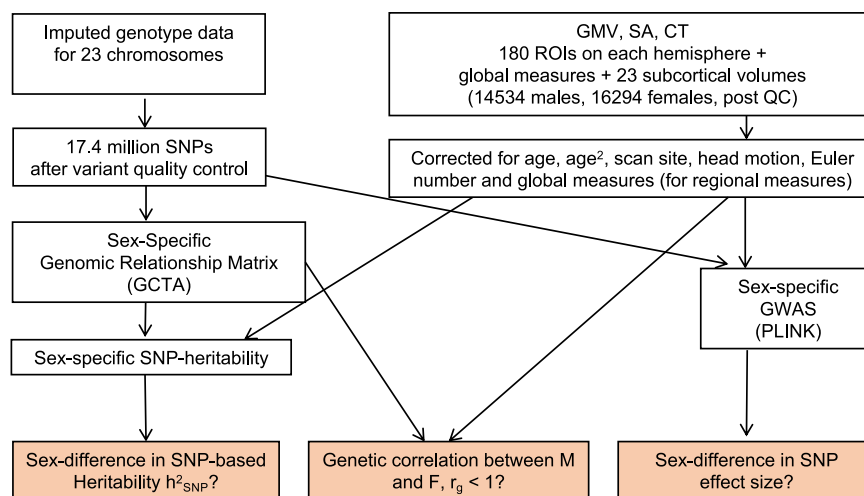 Imputed genotype data
for 23 chromosomes
GMV, SA, CT
180 ROIs on each hemisphere +
global measures + 23 subcortical volumes
(14534 males, 16294 females, post QC)
17.4 million SNPs
after variant quality control
Corrected for age, age², scan site, head motion, Euler
number and global measures (for regional measures)
Sex-Specific
Genomic Relationship Matrix
(GCTA)
Sex-specific
GWAS
(PLINK)
Sex-specific SNP-heritability
Sex-difference in SNP-based
Heritability h²SNP?
Genetic correlation between M
and F, rg < 1?
Sex-difference in SNP
effect size?